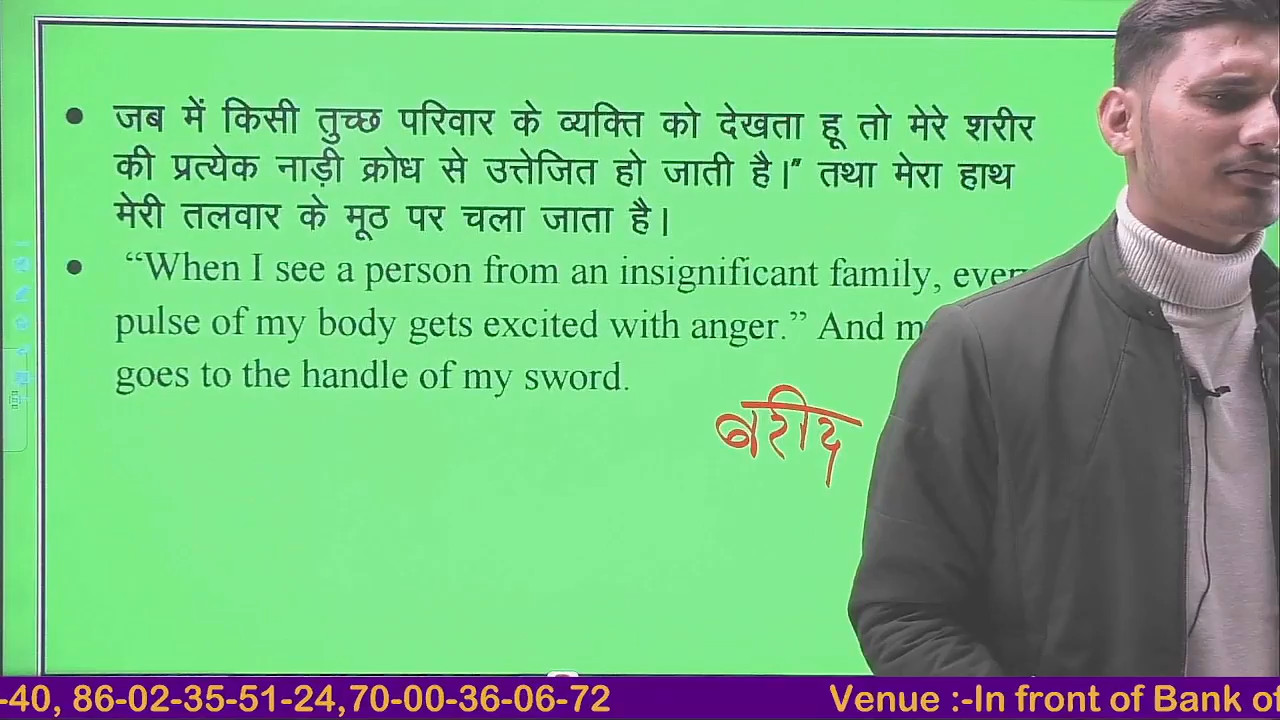 • जब में किसी तुच्छ परिवार के व्यक्ति को देखता हू तो मेरे शरीर
की प्रत्येक नाड़ी क्रोध से उत्तेजित हो जाती है।" तथा मेरा हाथ
मेरी तलवार के मूठ पर चला जाता है।
• “When I see a person from an insignificant family,
pulse of my body gets excited with anger.” And
goes to the handle of my sword.
बरीद
-40, 86-02-35-51-24,70-00-36-06-72 Venue :-In front of Bank of